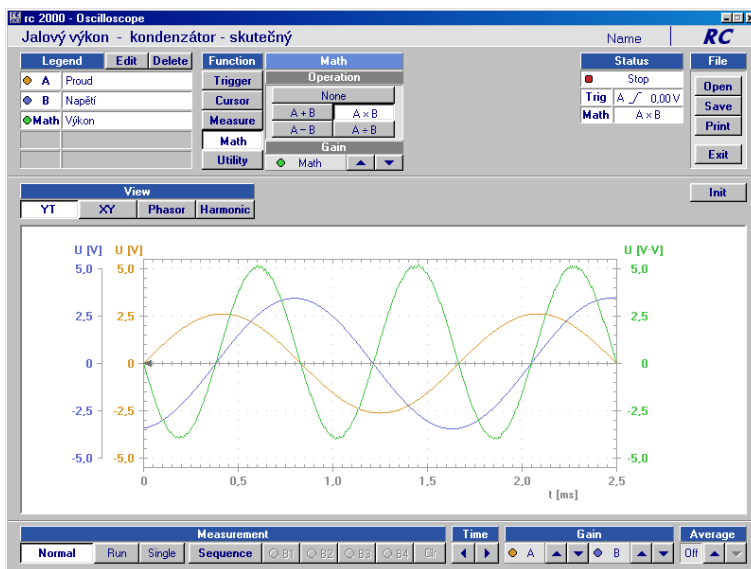 rc 2000 - Oscilloscope
Jalový výkon - kondenzátor - skutečný Name RC
Legend Edit Delete Function Math Status File
A Proud Trigger Operation Stop Open
B Napětí Cursor None Trig A 0,00 V Save
Math Výkon Measure A + B A × B Math A × B Print
Math A − B A ÷ B
Utility Gain Exit
Math
View Init
YT XY Phasor Harmonic
U [V] U [V] U [V·V]
5,0 5,0 5,0
2,5 2,5 2,5
0 0 0
-2,5 -2,5 -2,5
-5,0 -5,0 -5,0
0 0,5 1,0 1,5 2,0 2,5
t [ms]
Measurement Time Gain Average
Normal Run Single Sequence B1 B2 B3 B4 Clr A B Off